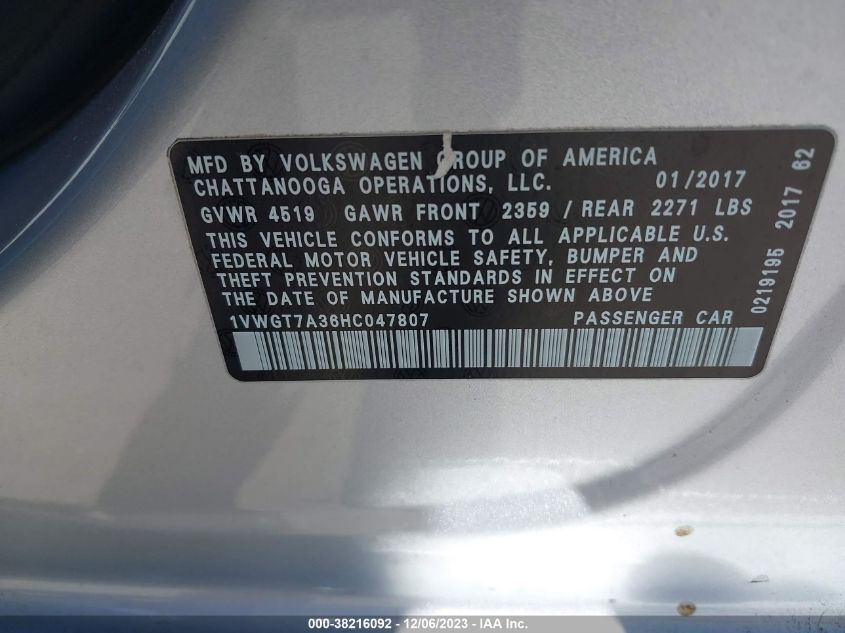 MFD BY VOLKSWAGEN GROUP OF AMERICA
CHATTANOOGA OPERATIONS, LLC. 01/2017
GVWR 4519 GAWR FRONT 2359 / REAR 2271 LBS
THIS VEHICLE CONFORMS TO ALL APPLICABLE U.S.
FEDERAL MOTOR VEHICLE SAFETY, BUMPER AND
THEFT PREVENTION STANDARDS IN EFFECT ON
THE DATE OF MANUFACTURE SHOWN ABOVE
1VWGT7A36HC047807 PASSENGER CAR
0219195 2017 62
000-38216092 - 12/06/2023 - IAA Inc.